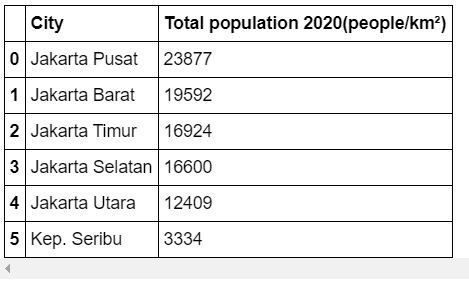 City Total population 2020(people/km²)
0 Jakarta Pusat 23877
1 Jakarta Barat 19592
2 Jakarta Timur 16924
3 Jakarta Selatan 16600
4 Jakarta Utara 12409
5 Kep. Seribu 3334